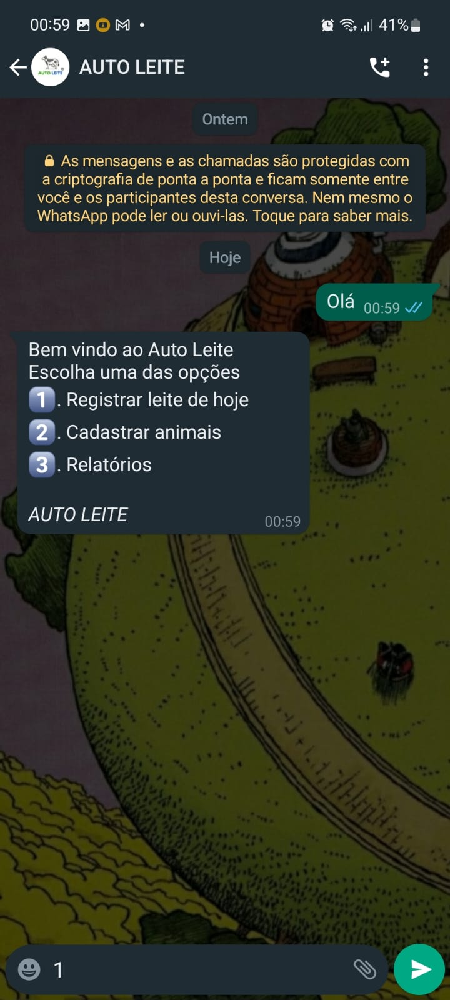 00:59
41%
AUTO LEITE
AUTO LEITE
Ontem
As mensagens e as chamadas são protegidas com
a criptografia de ponta a ponta e ficam somente entre
você e os participantes desta conversa. Nem mesmo o
WhatsApp pode ler ou ouvi-las. Toque para saber mais.
Hoje
Olá 00:59
Bem vindo ao Auto Leite
Escolha uma das opções
1. Registrar leite de hoje
2. Cadastrar animais
3. Relatórios
AUTO LEITE 00:59
1